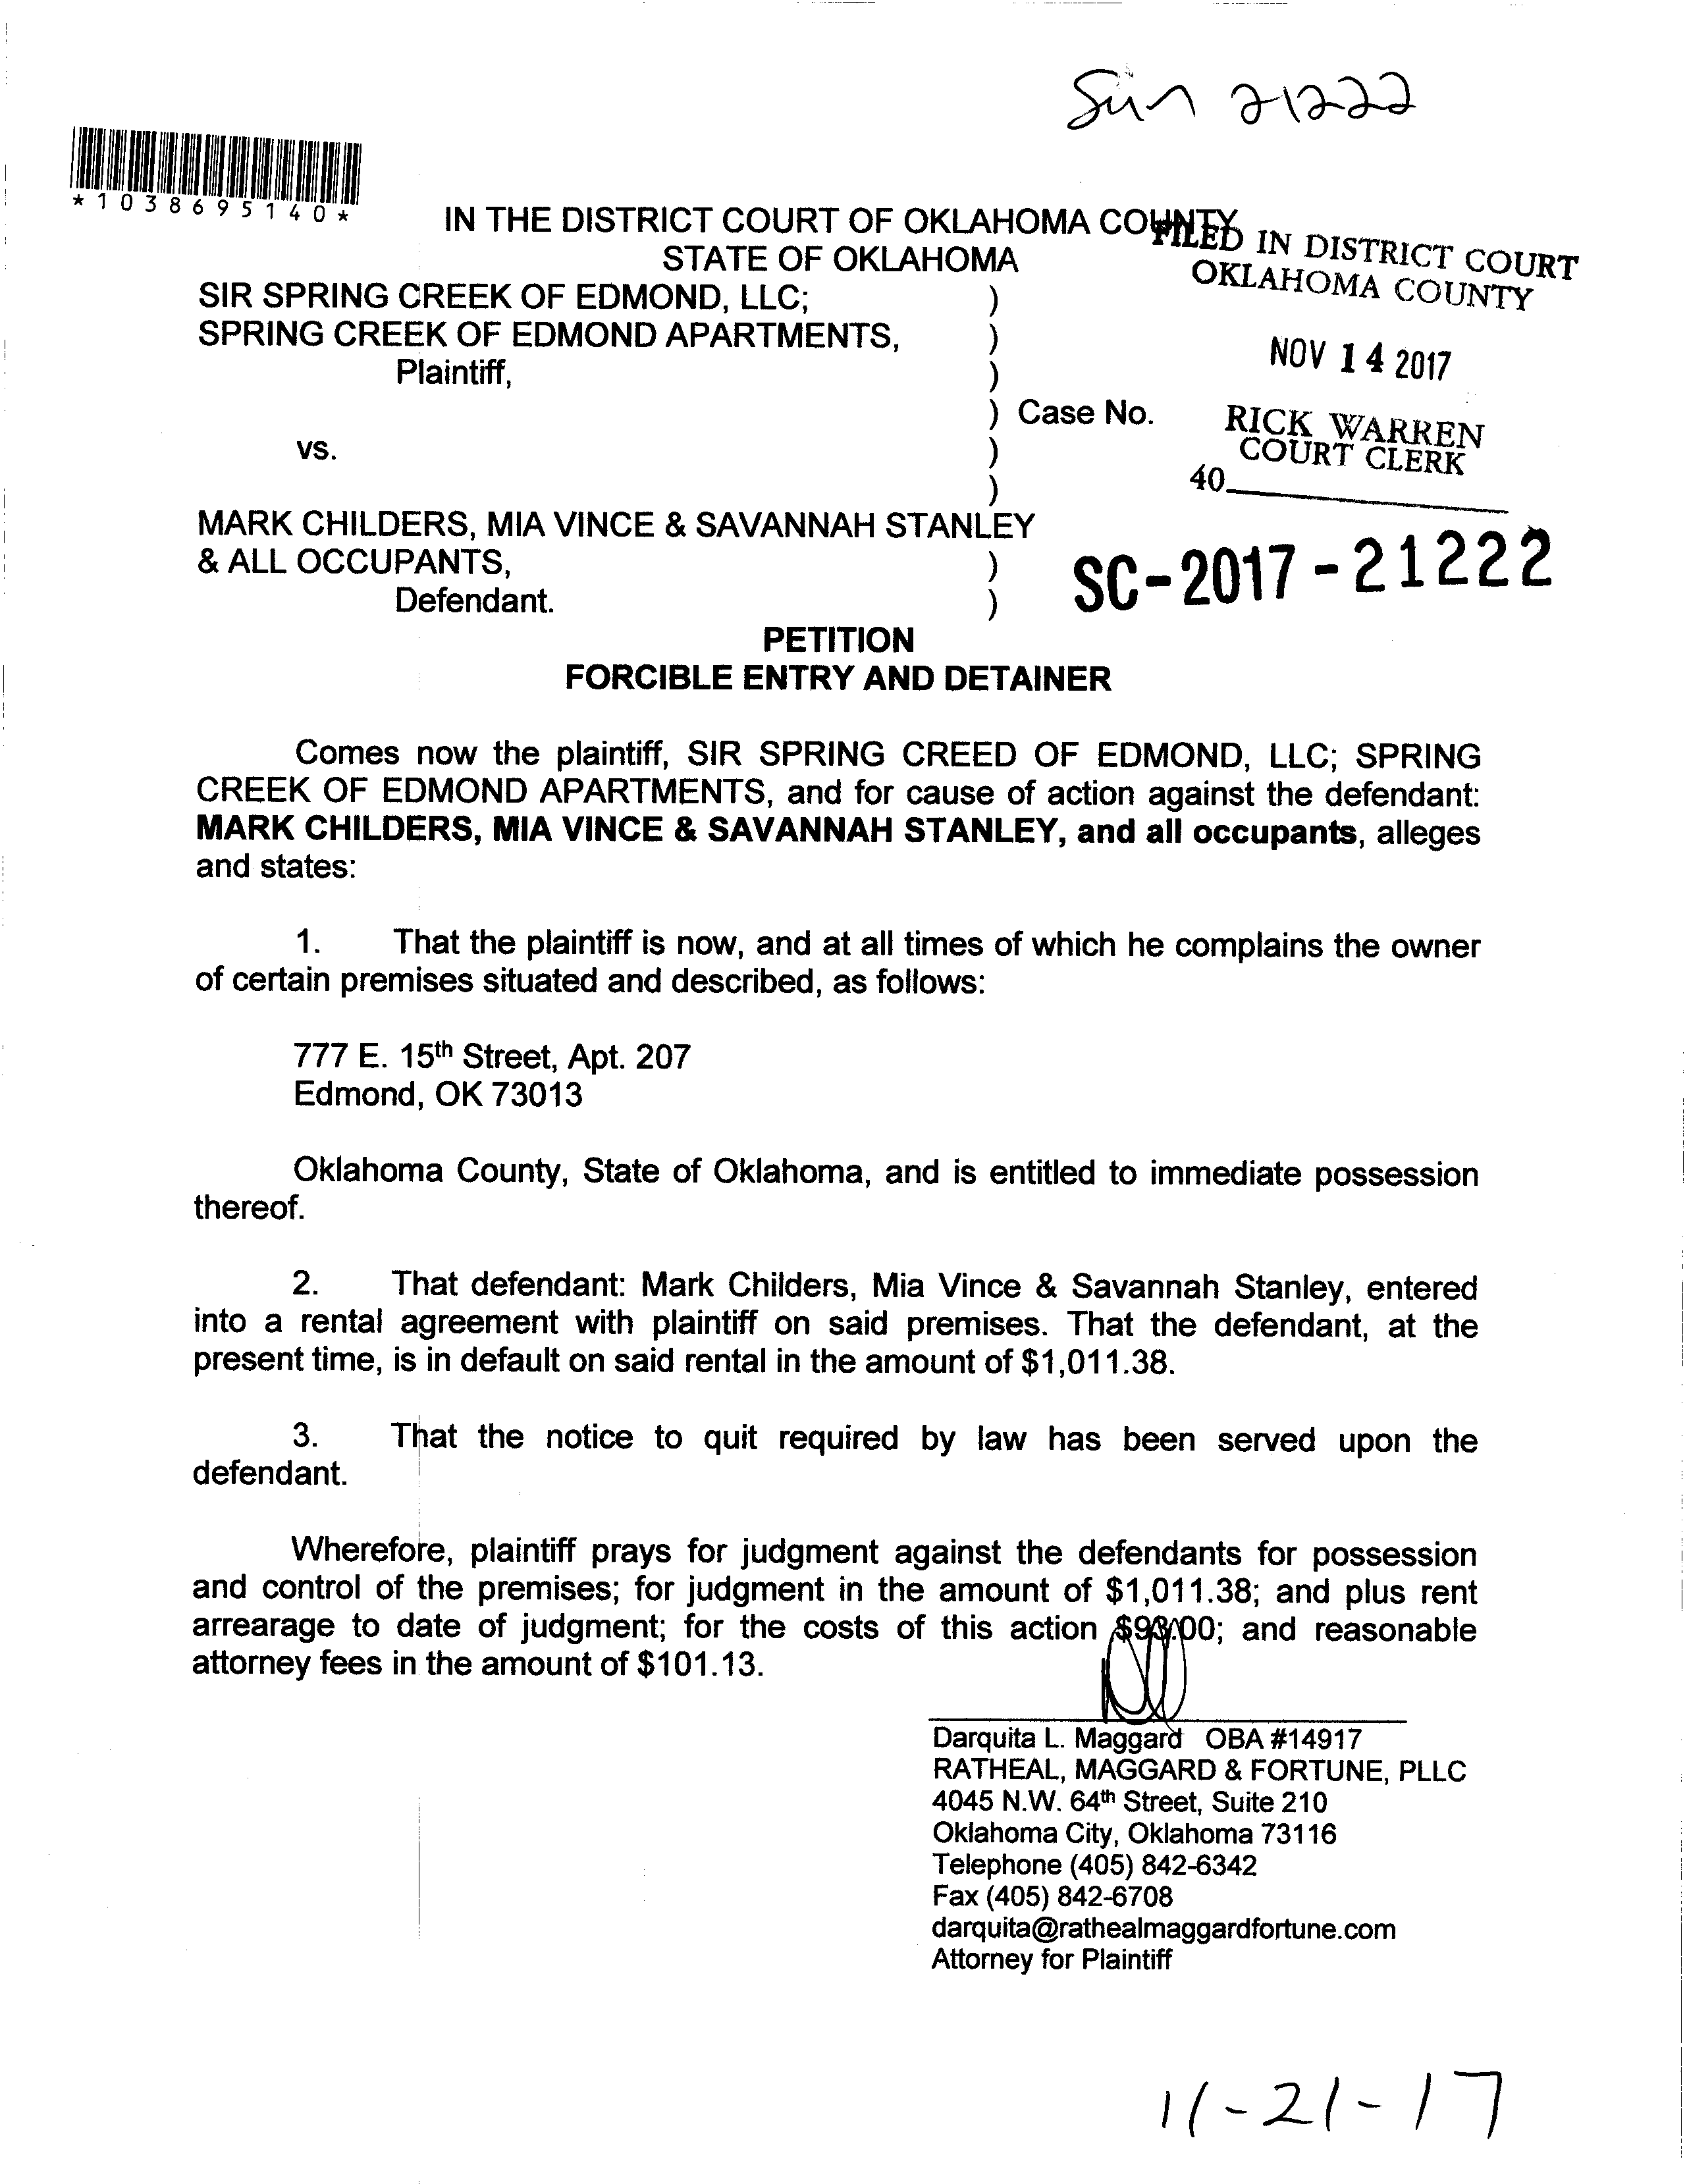 Sir 21222
*1038695140*
IN THE DISTRICT COURT OF OKLAHOMA COUNTY
STATE OF OKLAHOMA
FILED IN DISTRICT COURT
OKLAHOMA COUNTY
SIR SPRING CREEK OF EDMOND, LLC; )
SPRING CREEK OF EDMOND APARTMENTS, )
NOV 14 2017
Plaintiff, )
) Case No.
RICK WARREN
COURT CLERK
vs. )
)
40
MARK CHILDERS, MIA VINCE & SAVANNAH STANLEY
& ALL OCCUPANTS, )
SC-2017-21222
Defendant. )
PETITION
FORCIBLE ENTRY AND DETAINER
Comes now the plaintiff, SIR SPRING CREED OF EDMOND, LLC; SPRING
CREEK OF EDMOND APARTMENTS, and for cause of action against the defendant:
MARK CHILDERS, MIA VINCE & SAVANNAH STANLEY, and all occupants, alleges
and states:
1. That the plaintiff is now, and at all times of which he complains the owner
of certain premises situated and described, as follows:
777 E. 15th Street, Apt. 207
Edmond, OK 73013
Oklahoma County, State of Oklahoma, and is entitled to immediate possession
thereof.
2. That defendant: Mark Childers, Mia Vince & Savannah Stanley, entered
into a rental agreement with plaintiff on said premises. That the defendant, at the
present time, is in default on said rental in the amount of $1,011.38.
3. That the notice to quit required by law has been served upon the
defendant.
Wherefore, plaintiff prays for judgment against the defendants for possession
and control of the premises; for judgment in the amount of $1,011.38; and plus rent
arrearage to date of judgment; for the costs of this action $93.00; and reasonable
attorney fees in the amount of $101.13.
Darquita L. Maggard OBA #14917
RATHEAL, MAGGARD & FORTUNE, PLLC
4045 N.W. 64th Street, Suite 210
Oklahoma City, Oklahoma 73116
Telephone (405) 842-6342
Fax (405) 842-6708
darquita@rathealmaggardfortune.com
Attorney for Plaintiff
11-21-17